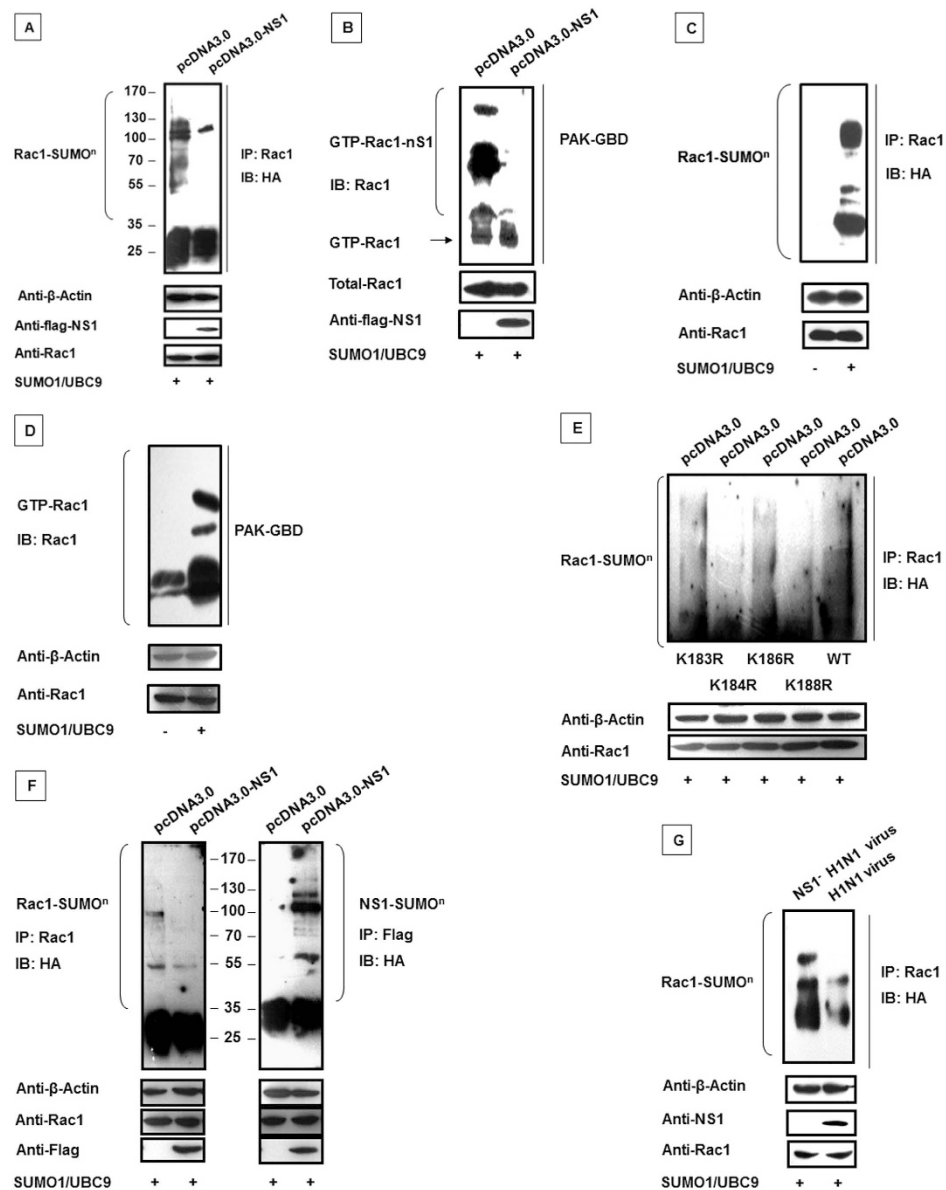 A
pcDNA3.0
pcDNA3.0-NS1
170
130
100
70
55
35
25
Rac1-SUMOⁿ
IP: Rac1
IB: HA
Anti-β-Actin
Anti-flag-NS1
Anti-Rac1
SUMO1/UBC9 + +
B
pcDNA3.0
pcDNA3.0-NS1
GTP-Rac1-nS1
IB: Rac1
GTP-Rac1
PAK-GBD
Total-Rac1
Anti-flag-NS1
SUMO1/UBC9 + +
C
Rac1-SUMOⁿ
IP: Rac1
IB: HA
Anti-β-Actin
Anti-Rac1
SUMO1/UBC9 - +
D
GTP-Rac1
IB: Rac1
PAK-GBD
Anti-β-Actin
Anti-Rac1
SUMO1/UBC9 - +
E
pcDNA3.0
pcDNA3.0
pcDNA3.0
pcDNA3.0
pcDNA3.0
Rac1-SUMOⁿ
IP: Rac1
IB: HA
K183R K186R WT
K184R K188R
Anti-β-Actin
Anti-Rac1
SUMO1/UBC9 + + + + +
F
pcDNA3.0
pcDNA3.0-NS1
pcDNA3.0
pcDNA3.0-NS1
Rac1-SUMOⁿ
IP: Rac1
IB: HA
170
130
100
70
55
35
25
NS1-SUMOⁿ
IP: Flag
IB: HA
Anti-β-Actin
Anti-Rac1
Anti-Flag
SUMO1/UBC9 + + + +
G
NS1⁻ H1N1 virus
H1N1 virus
Rac1-SUMOⁿ
IP: Rac1
IB: HA
Anti-β-Actin
Anti-NS1
Anti-Rac1
SUMO1/UBC9 + +